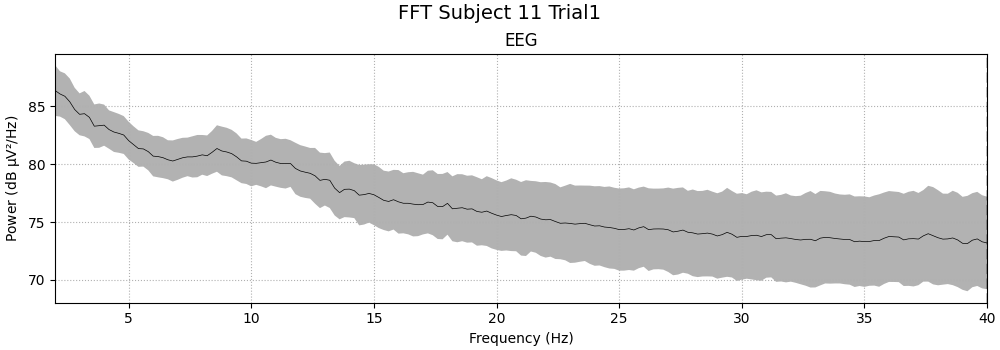 FFT Subject 11 Trial1
EEG
Power (dB µV²/Hz)
85
80
75
70
5 10 15 20 25 30 35 40
Frequency (Hz)